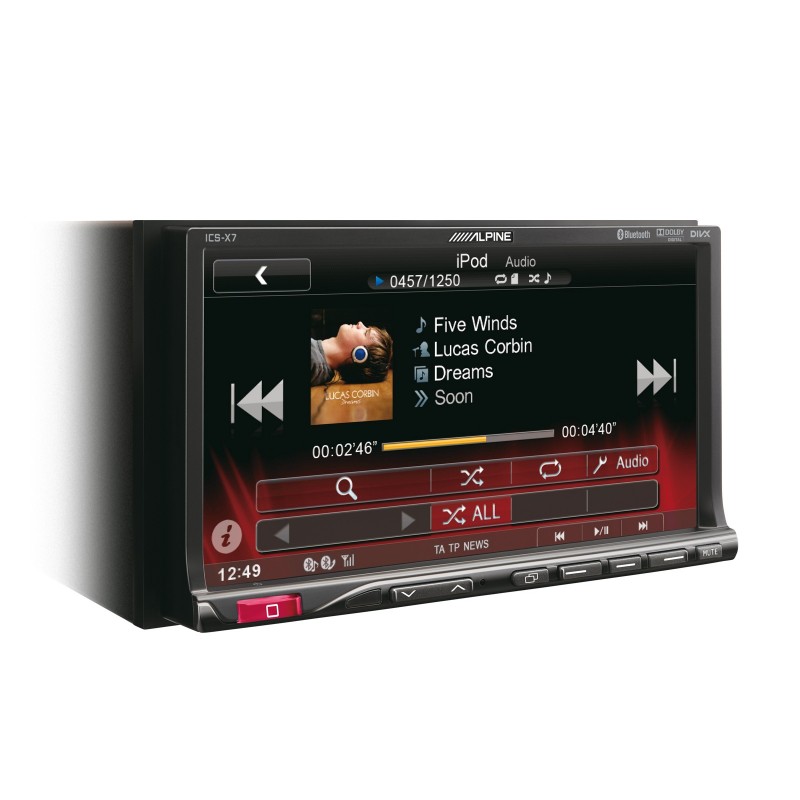 ICS-X7
ALPINE
Bluetooth DOLBY DIGITAL DIVX
iPod Audio
0457/1250
Five Winds
Lucas Corbin
Dreams
Soon
LUCAS CORBIN
Dreams
00:02'46" 00:04'40"
Audio
ALL
i
TA TP NEWS
12:49
MUTE